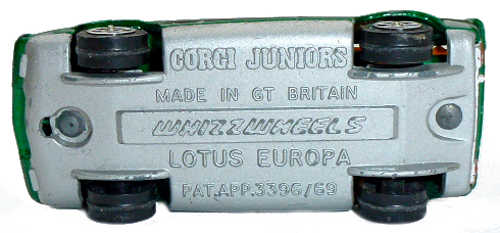 CORGI JUNIORS
MADE IN GT BRITAIN
WHIZZWHEELS
LOTUS EUROPA
PAT.APP.3396/69